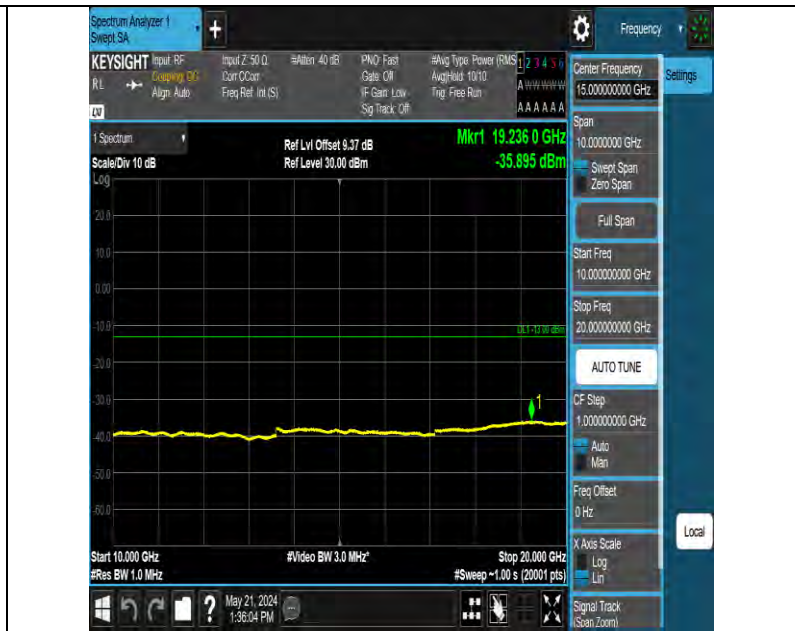 Spectrum Analyzer 1
Swept SA
+
Frequency
KEYSIGHT
RL
Input: RF
Coupling: DC
Align: Auto
Input Z: 50 Ω
Corr CCorr
Freq Ref: Int (S)
#Atten: 40 dB
PNO: Fast
Gate: Off
IF Gain: Low
Sig Track: Off
#Avg Type: Power (RMS
Avg|Hold: 10/10
Trig: Free Run
1 2 3 4 5 6
A W W W W W
A A A A A A
1 Spectrum
Scale/Div 10 dB
Log
Ref Lvl Offset 9.37 dB
Ref Level 30.00 dBm
Mkr1 19.236 0 GHz
-35.895 dBm
20.0
10.0
0.00
-10.0
DL1 -13.00 dBm
-20.0
-30.0
1
-40.0
-50.0
-60.0
Start 10.000 GHz
#Res BW 1.0 MHz
#Video BW 3.0 MHz*
Stop 20.000 GHz
#Sweep ~1.00 s (20001 pts)
?
May 21, 2024
1:36:04 PM
Center Frequency
15.000000000 GHz
Settings
Span
10.0000000 GHz
Swept Span
Zero Span
Full Span
Start Freq
10.000000000 GHz
Stop Freq
20.000000000 GHz
AUTO TUNE
CF Step
1.000000000 GHz
Auto
Man
Freq Offset
0 Hz
X Axis Scale
Log
Lin
Local
Signal Track
(Span Zoom)